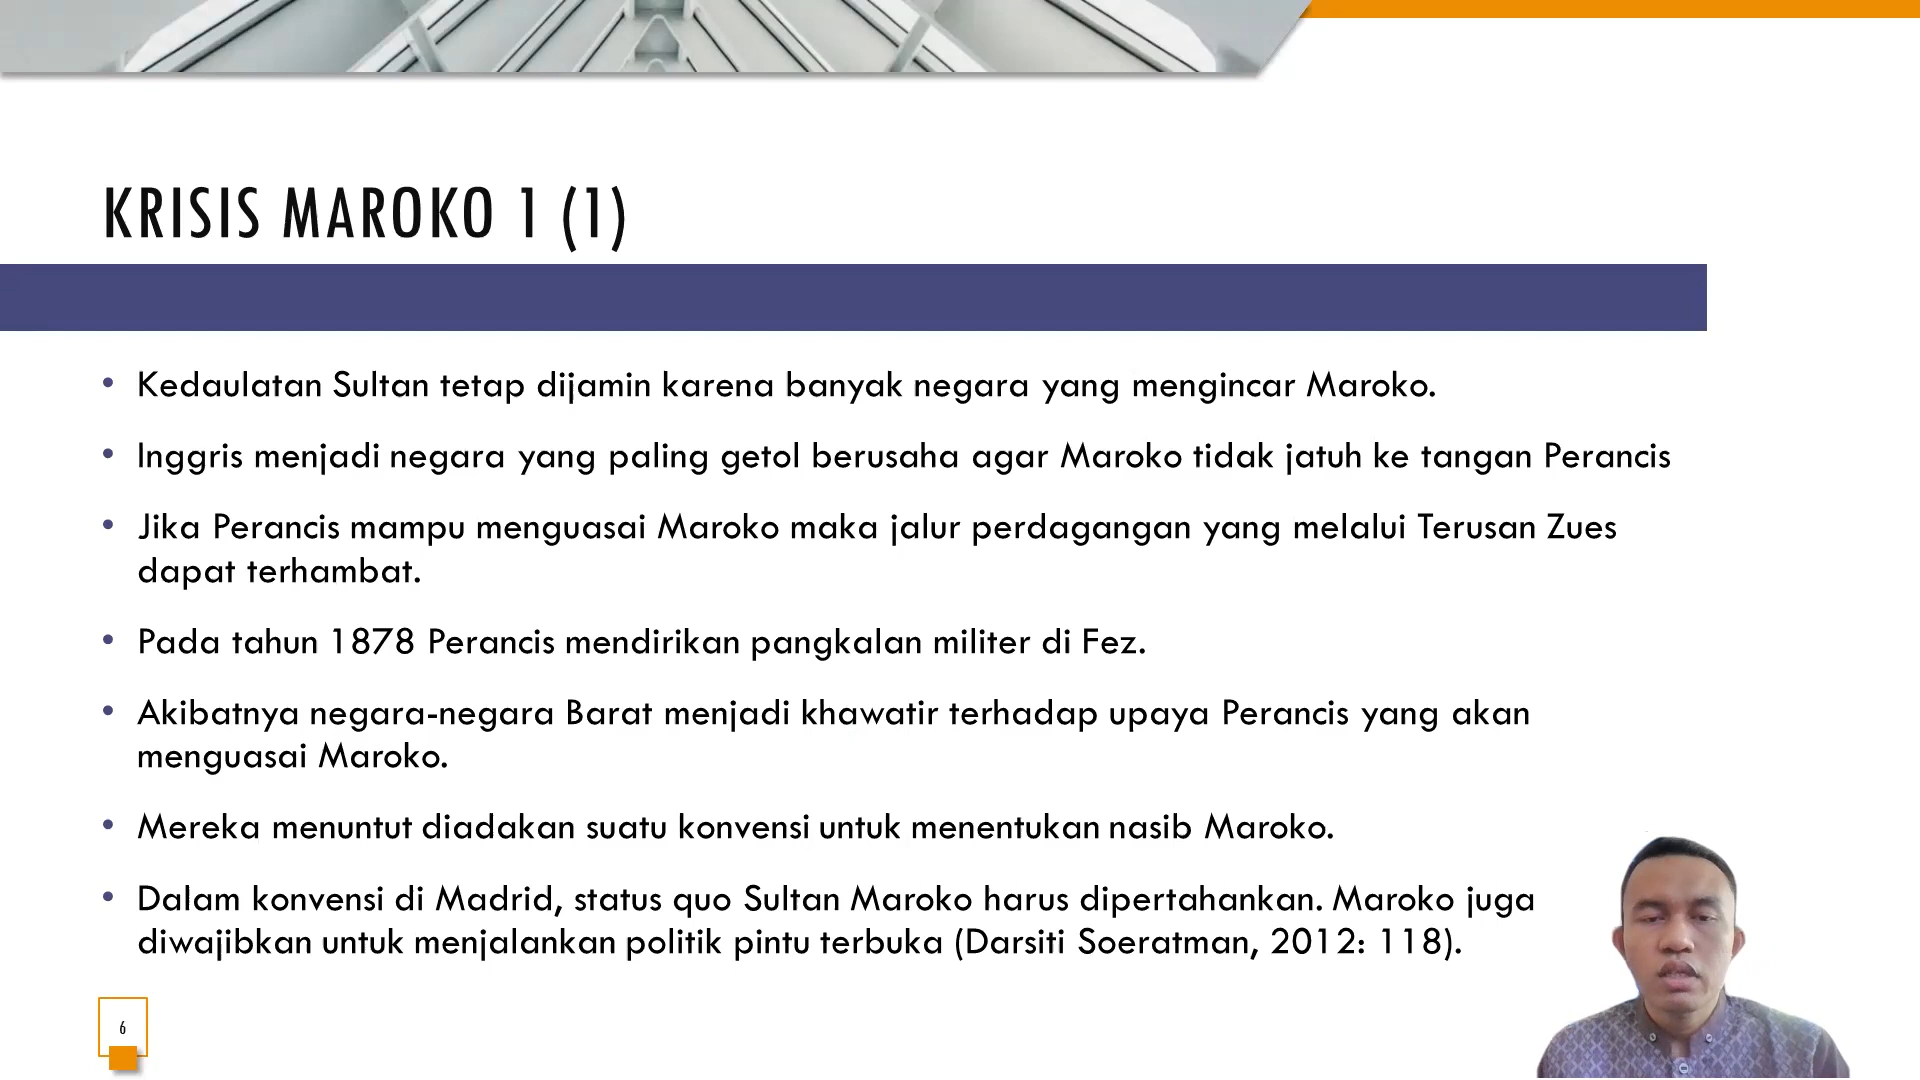 KRISIS MAROKO 1 (1)
• Kedaulatan Sultan tetap dijamin karena banyak negara yang mengincar Maroko.
• Inggris menjadi negara yang paling getol berusaha agar Maroko tidak jatuh ke tangan Perancis
• Jika Perancis mampu menguasai Maroko maka jalur perdagangan yang melalui Terusan Zues
dapat terhambat.
• Pada tahun 1878 Perancis mendirikan pangkalan militer di Fez.
• Akibatnya negara-negara Barat menjadi khawatir terhadap upaya Perancis yang akan
menguasai Maroko.
• Mereka menuntut diadakan suatu konvensi untuk menentukan nasib Maroko.
• Dalam konvensi di Madrid, status quo Sultan Maroko harus dipertahankan. Maroko juga
diwajibkan untuk menjalankan politik pintu terbuka (Darsiti Soeratman, 2012: 118).
6